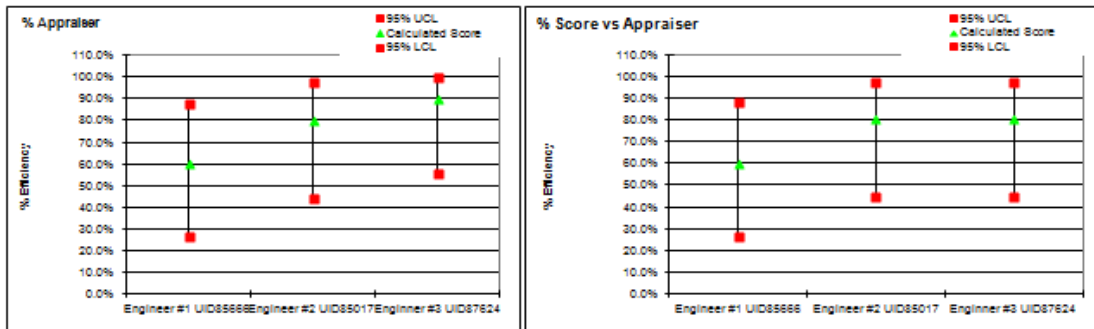 % Appraiser
95% UCL
Calculated Score
95% LCL
110.0%
100.0%
90.0%
80.0%
70.0%
60.0%
50.0%
40.0%
30.0%
20.0%
10.0%
0.0%
% Efficiency
Engineer #1 UID85666
Engineer #2 UID85017
Enginner #3 UID87624
% Score vs Appraiser
95% UCL
Calculated Score
95% LCL
110.0%
100.0%
90.0%
80.0%
70.0%
60.0%
50.0%
40.0%
30.0%
20.0%
10.0%
0.0%
% Efficiency
Engineer #1 UID85666
Engineer #2 UID85017
Enginner #3 UID87624